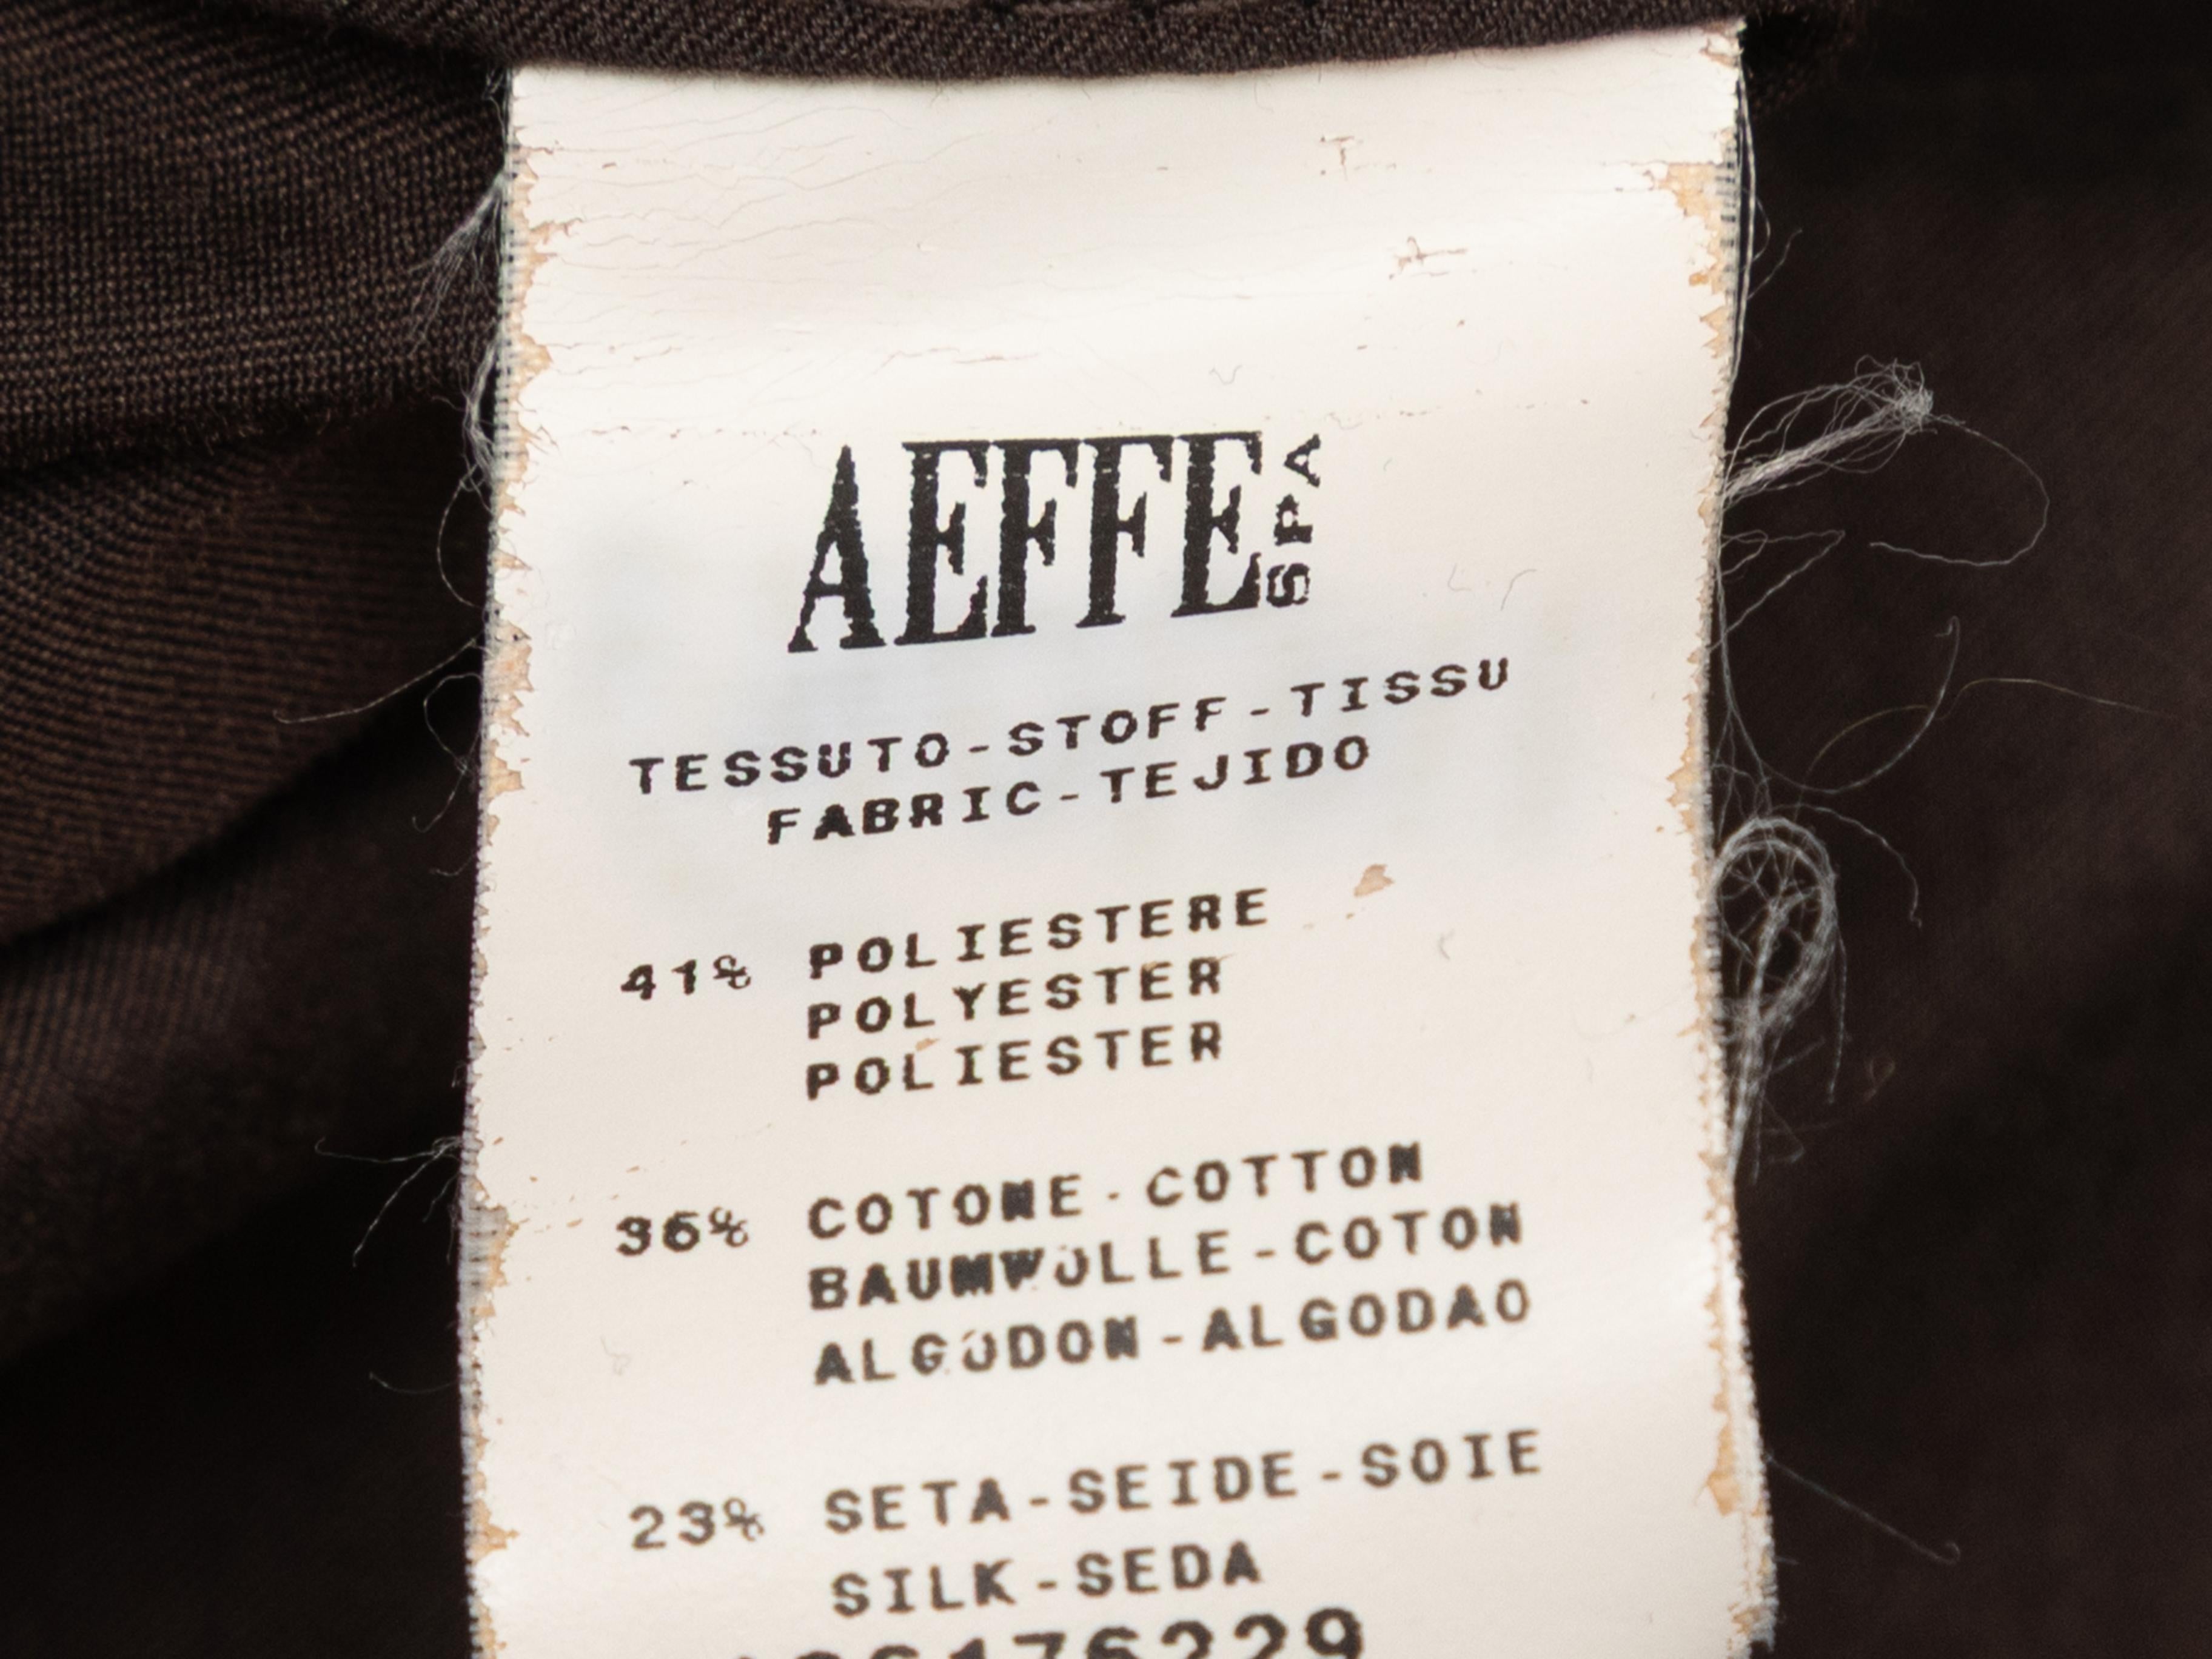 AEFFE SPA
TESSUTO-STOFF-TISSU
FABRIC-TEJIDO
41% POLIESTERE
POLYESTER
POLIESTER
36% COTONE-COTTON
BAUMWOLLE-COTON
ALGODON-ALGODAO
23% SETA-SEIDE-SOIE
SILK-SEDA